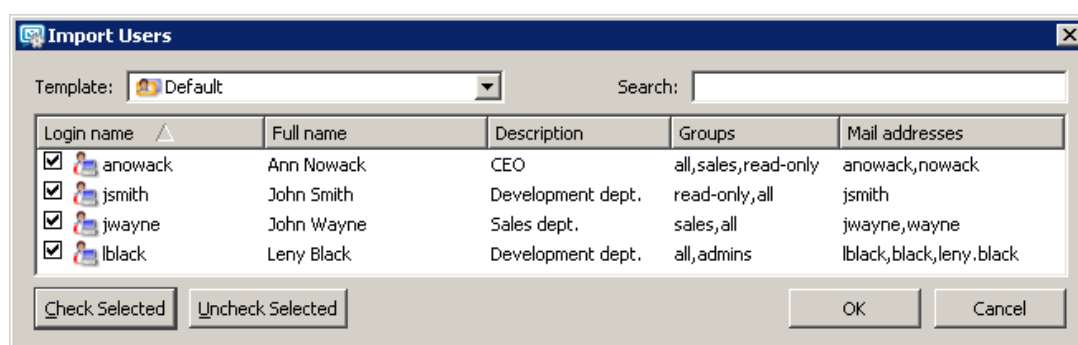 Import Users
Template: Default Search:
Login name Full name Description Groups Mail addresses
anowack Ann Nowack CEO all,sales,read-only anowack,nowack
jsmith John Smith Development dept. read-only,all jsmith
jwayne John Wayne Sales dept. sales,all jwayne,wayne
lblack Leny Black Development dept. all,admins lblack,black,leny.black
Check Selected Uncheck Selected OK Cancel